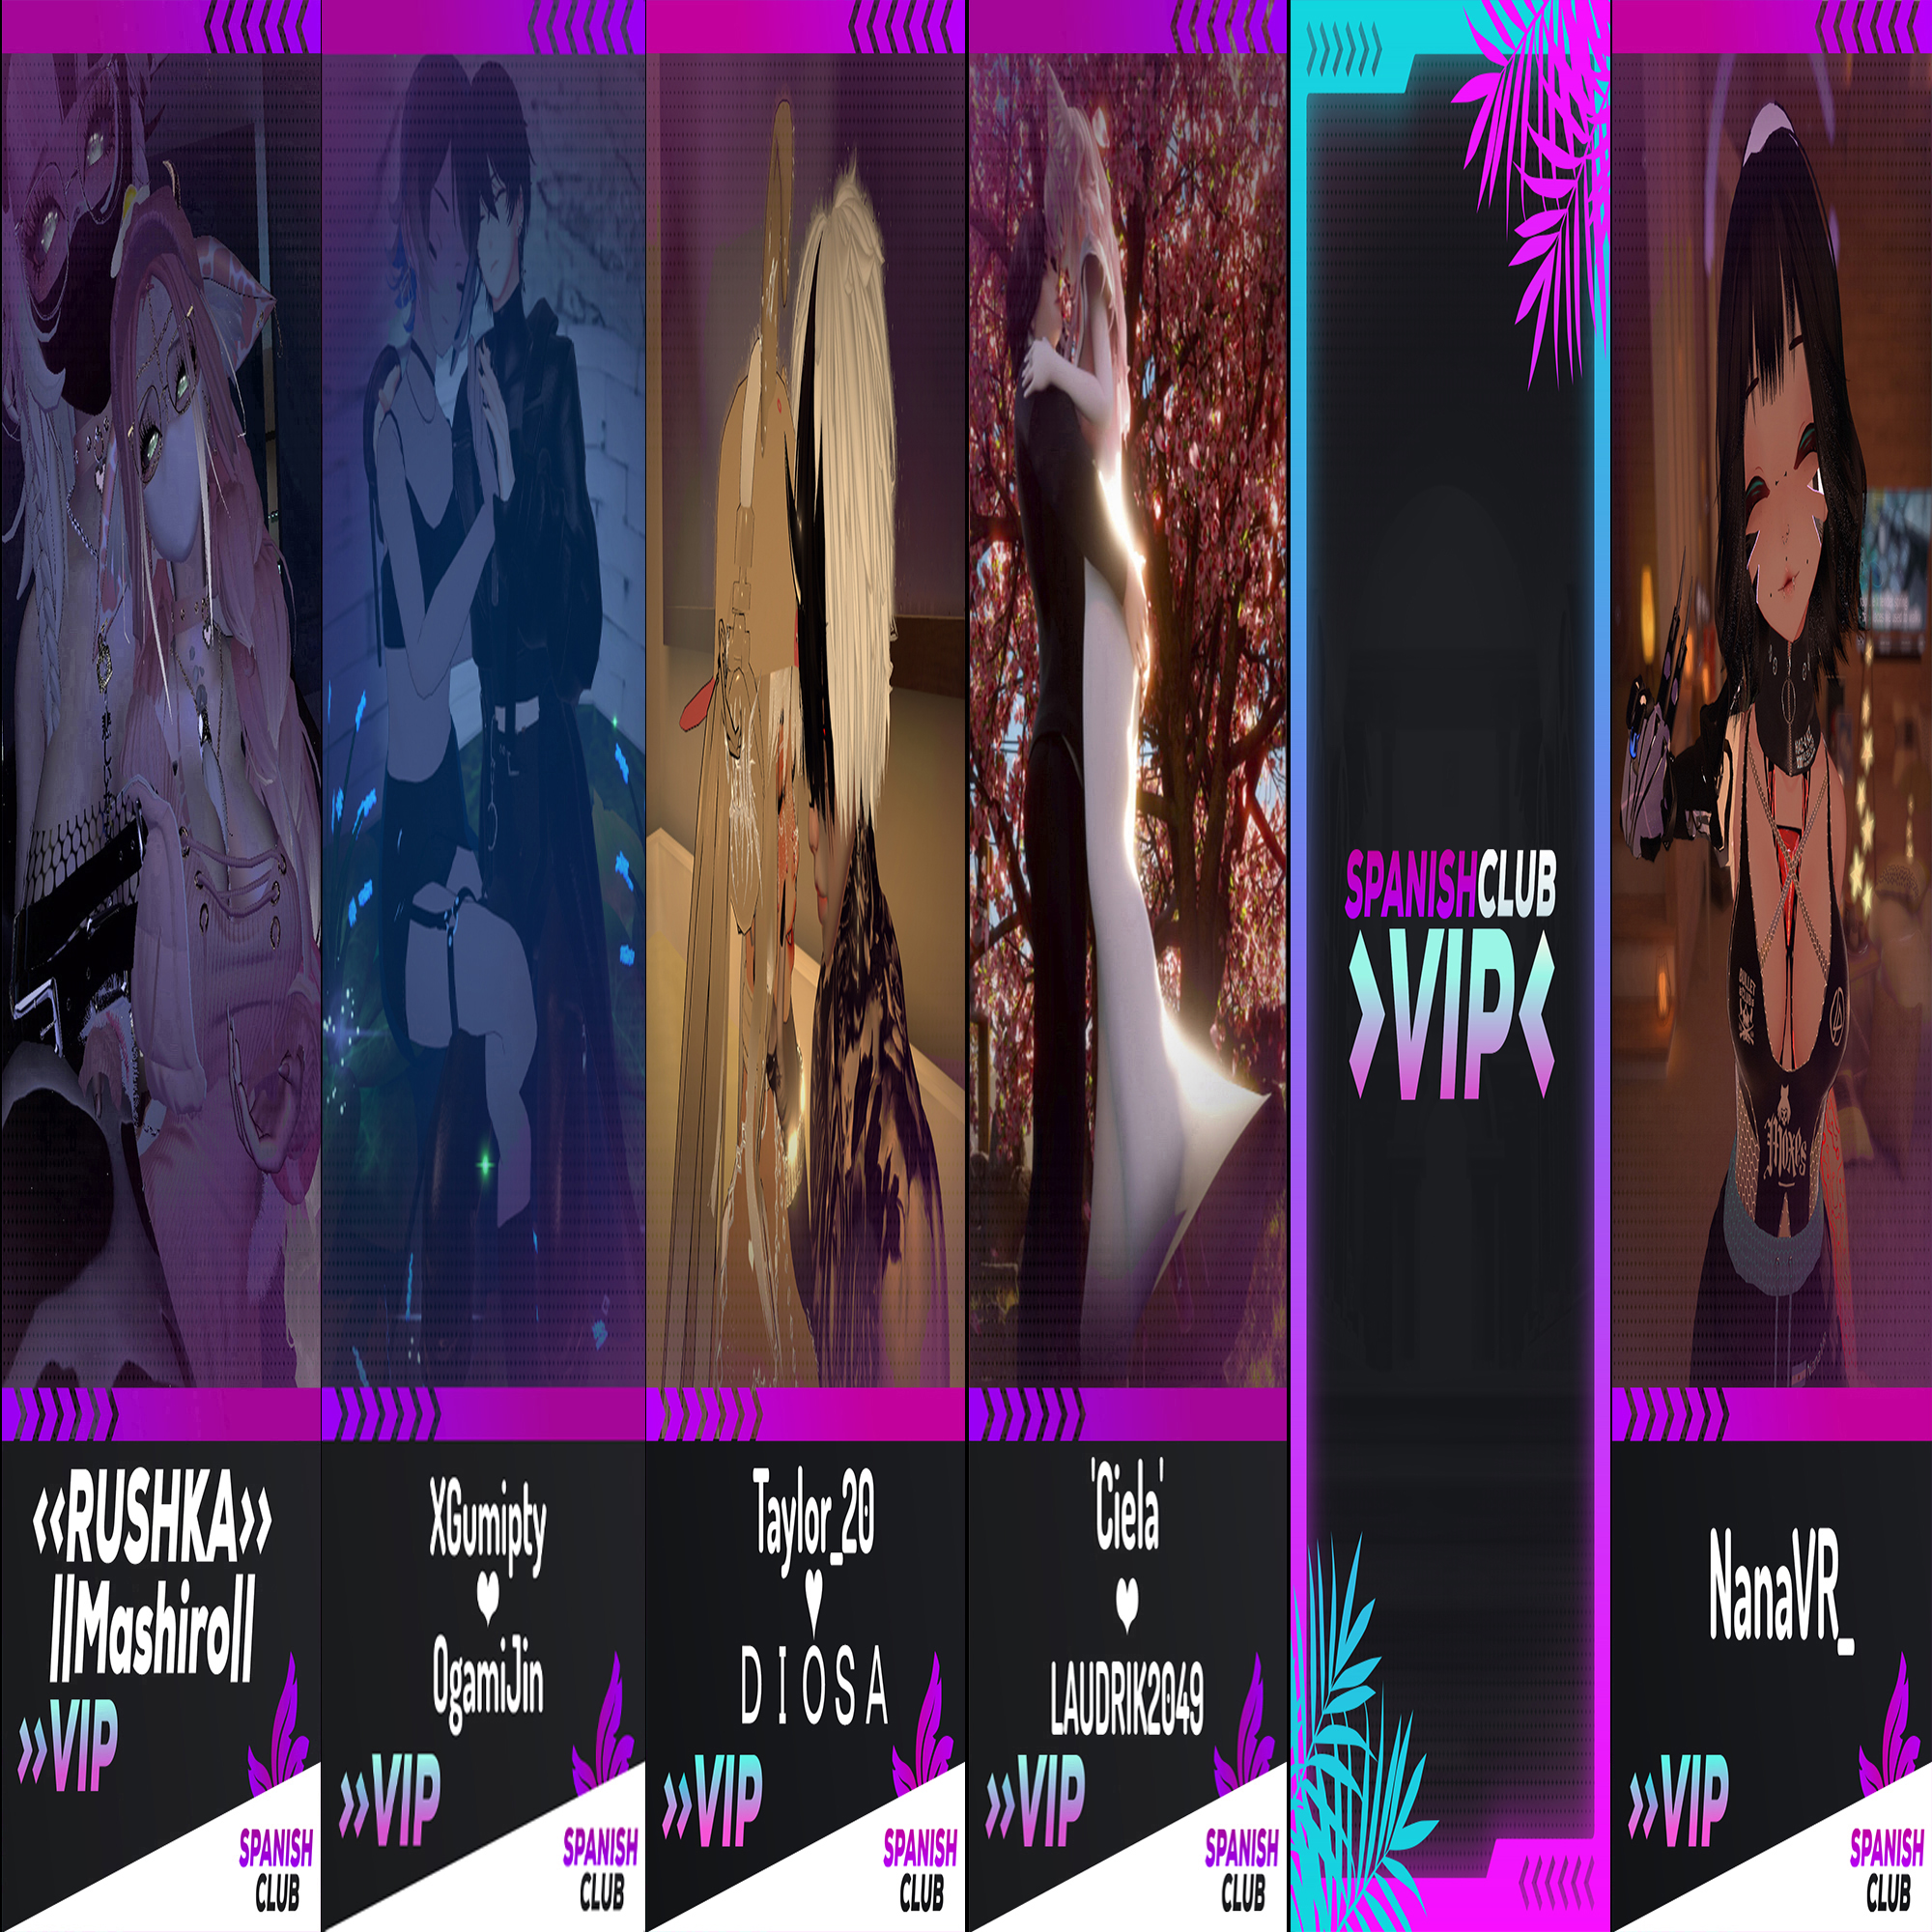 ‹‹RUSHKA››
||Mashiro||
››VIP
SPANISH
CLUB
XGumipty
♥
OgamiJin
››VIP
SPANISH
CLUB
Taylor_20
♥
DIOSA
››VIP
SPANISH
CLUB
'Ciela'
♥
LAUDRIK2049
››VIP
SPANISH
CLUB
SPANISHCLUB
›VIP‹
NanaVR_
››VIP
SPANISH
CLUB